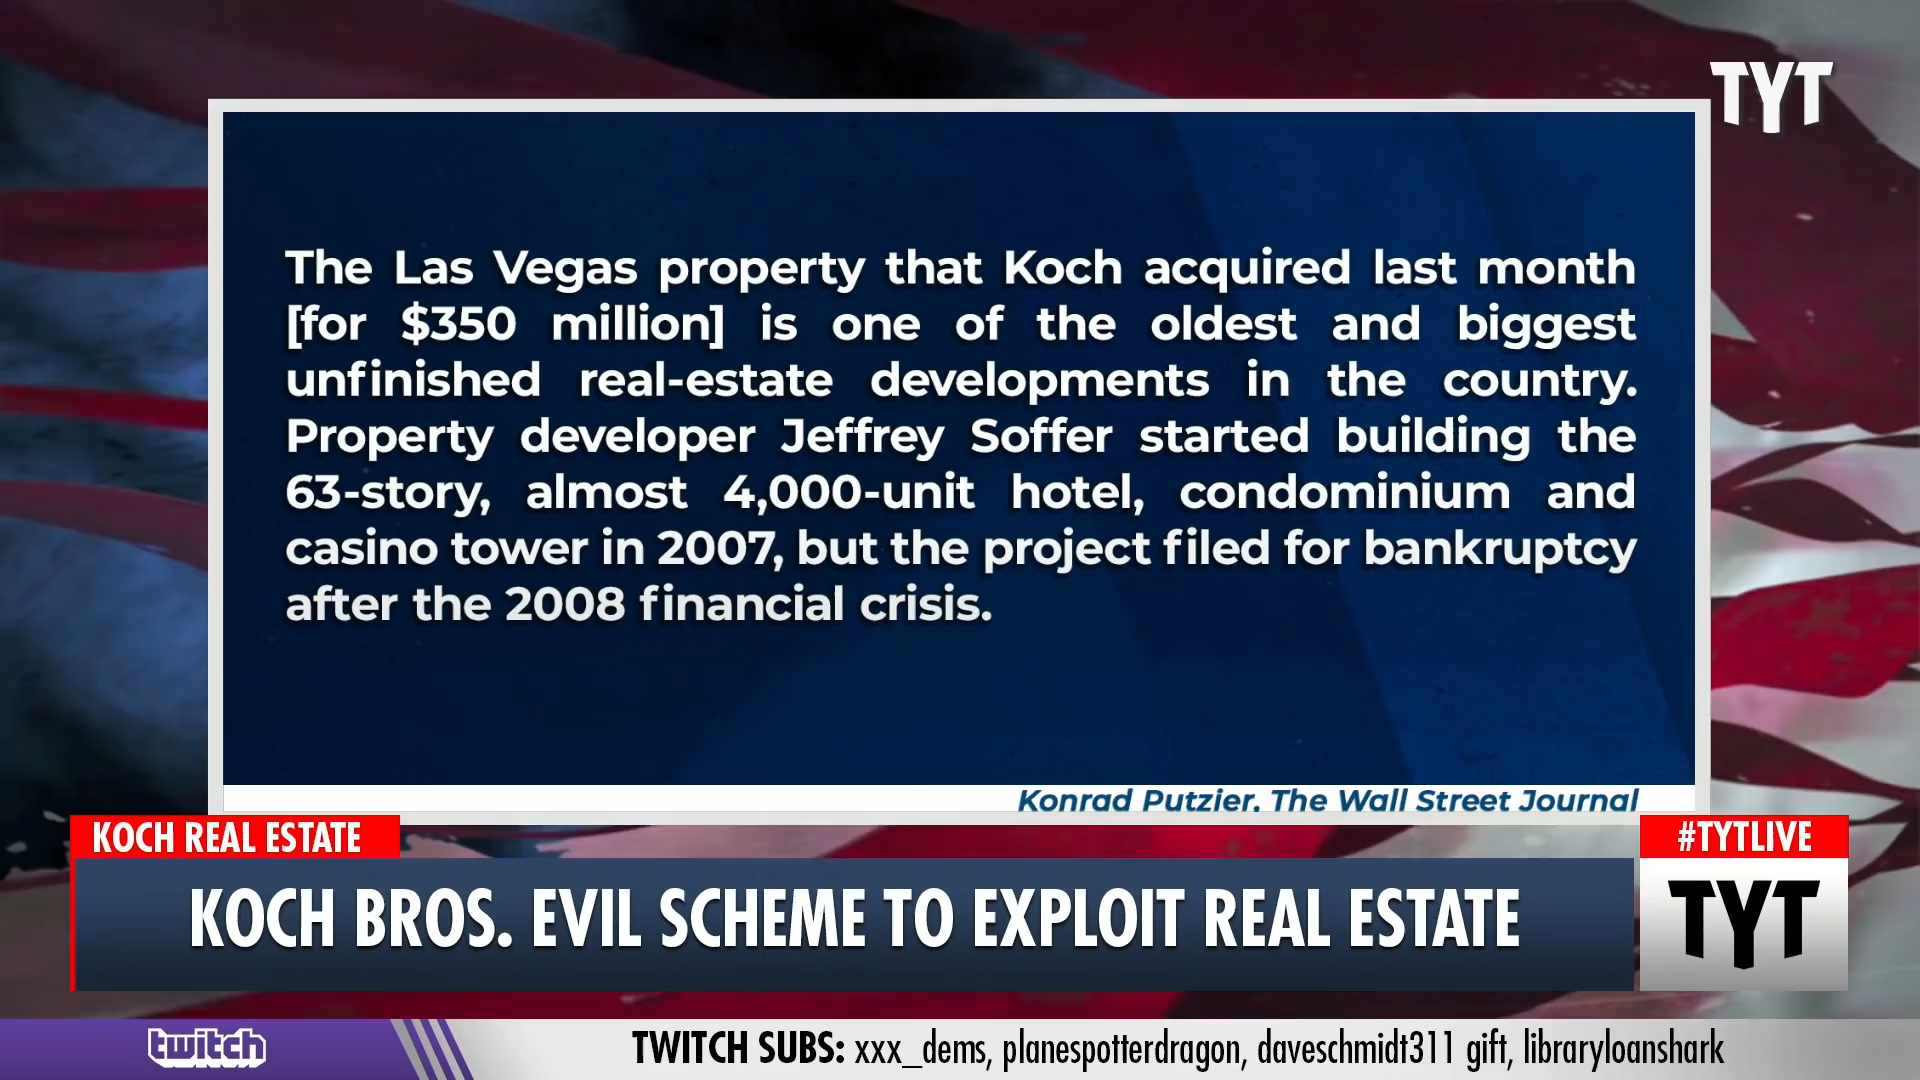 TYT
The Las Vegas property that Koch acquired last month
[for $350 million] is one of the oldest and biggest
unfinished real-estate developments in the country.
Property developer Jeffrey Soffer started building the
63-story, almost 4,000-unit hotel, condominium and
casino tower in 2007, but the project filed for bankruptcy
after the 2008 financial crisis.
Konrad Putzier, The Wall Street Journal
KOCH REAL ESTATE
#TYTLIVE
KOCH BROS. EVIL SCHEME TO EXPLOIT REAL ESTATE
TYT
twitch
TWITCH SUBS: xxx_dems, planespotterdragon, daveschmidt311 gift, libraryloanshark